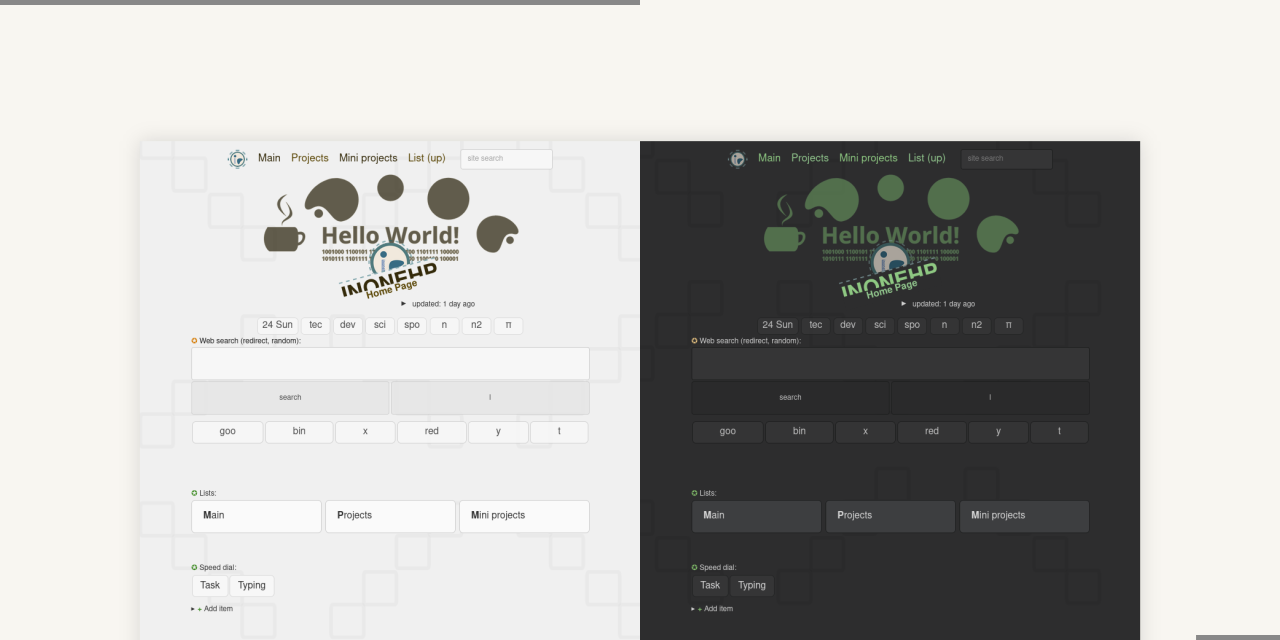 Main Projects Mini projects List (up) site search
Hello World!
1001000 1100101 1101111 100000
1010111 1101111 1100100 100001
INONEHP
Home Page
► updated: 1 day ago
24 Sun tec dev sci spo n n2 π
Web search (redirect, random):
search I
goo bin x red y t
Lists:
Main Projects Mini projects
Speed dial:
Task Typing
▸ + Add item
Main Projects Mini projects List (up) site search
Hello World!
1001000 1100101 1101111 100000
1010111 1101111 100001
INONEHP
Home Page
► updated: 1 day ago
24 Sun tec dev sci spo n n2 π
Web search (redirect, random):
search I
goo bin x red y t
Lists:
Main Projects Mini projects
Speed dial:
Task Typing
▸ + Add item